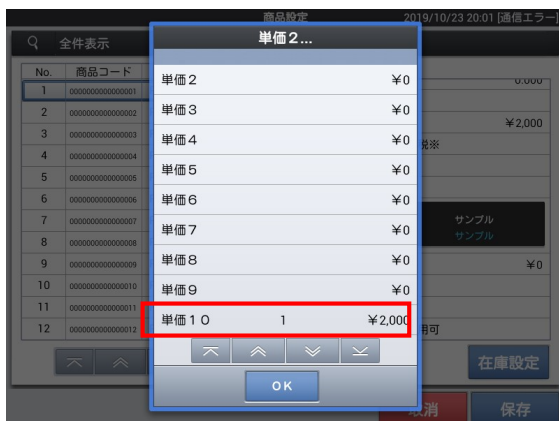 商品設定 2019/10/23 20:01 [通信エラー]
全件表示
単価2...
No. 商品コード
1 0000000000000001
2 0000000000000002
3 0000000000000003
4 0000000000000004
5 0000000000000005
6 0000000000000006
7 0000000000000007
8 0000000000000008
9 0000000000000009
10 0000000000000010
11 0000000000000011
12 0000000000000012
単価2 ¥0
単価3 ¥0
単価4 ¥0
単価5 ¥0
単価6 ¥0
単価7 ¥0
単価8 ¥0
単価9 ¥0
単価10 1 ¥2,000
OK
0.000
¥2,000
税※
サンプル
サンプル
¥0
用可
在庫設定
取消
保存